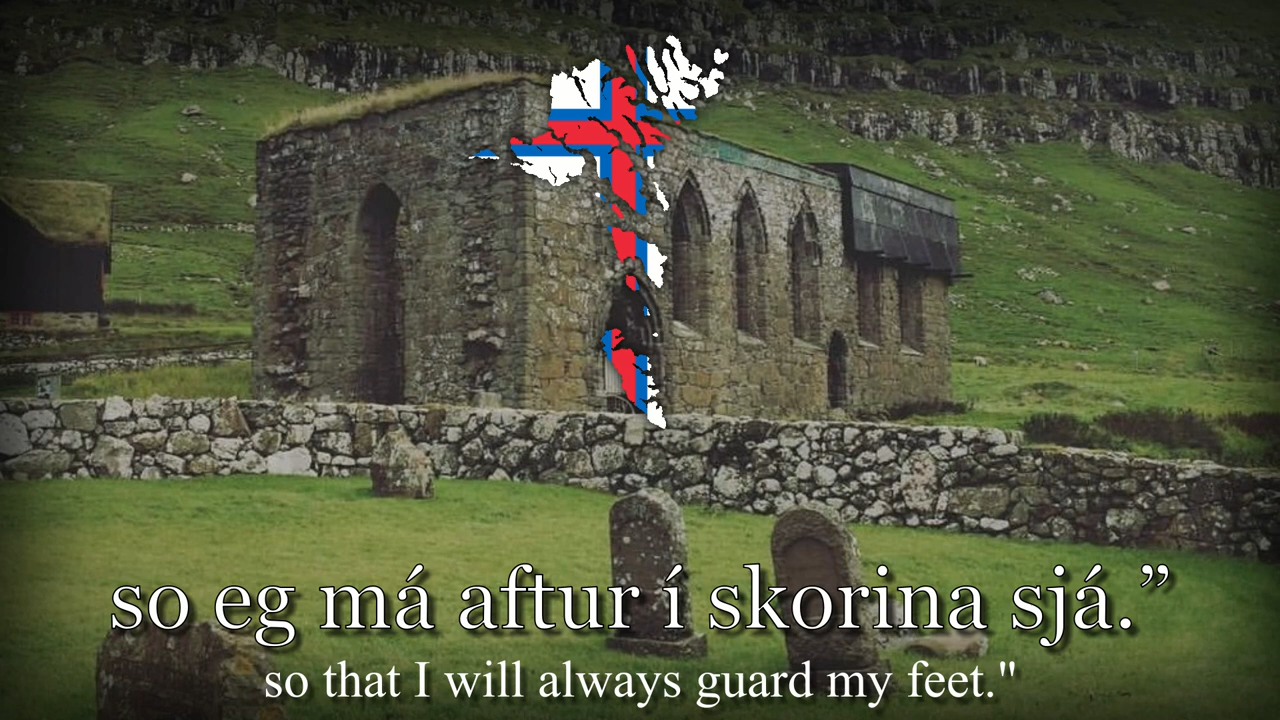 so eg má aftur í skorina sjá.”
so that I will always guard my feet."